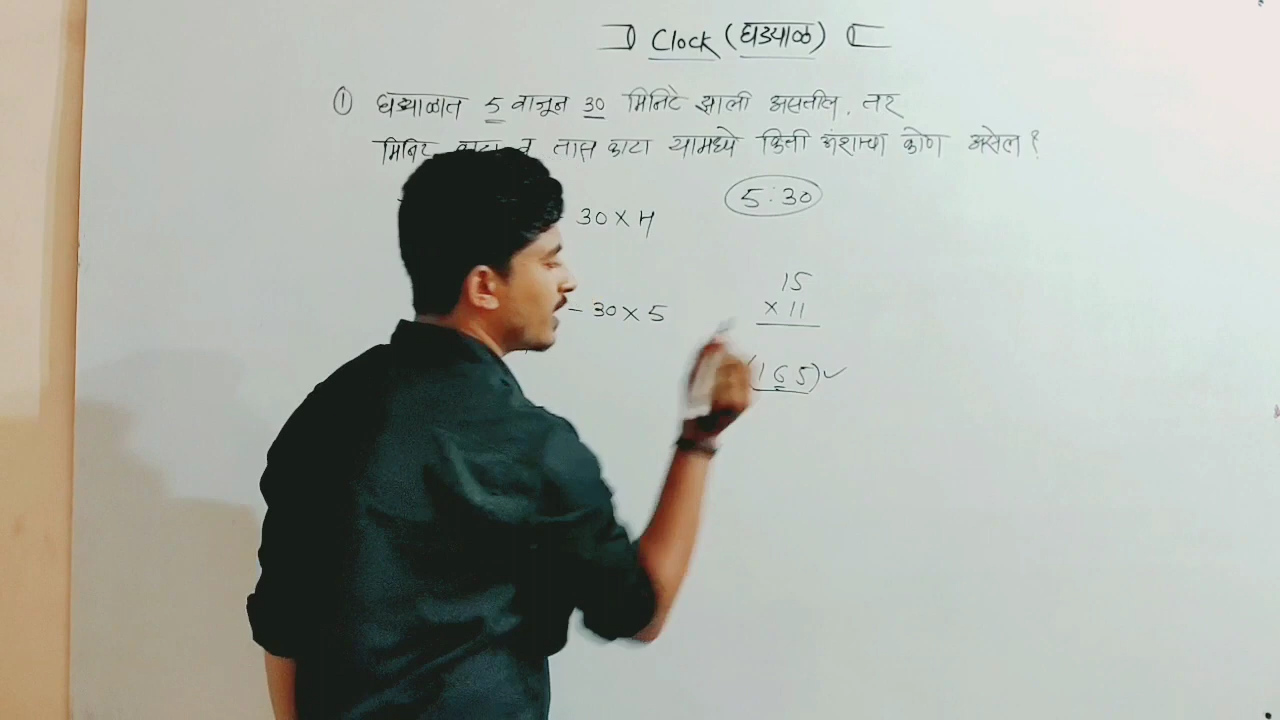 Clock (घड्याळ)
① घड्याळात 5 वाजून 30 मिनिटे झाली असतील. तर
मिनिट काटा व तास काटा यामध्ये किती अंशाचा कोण असेल?
5:30
30 × H
15
× 11
- 30 × 5
(165) ✓